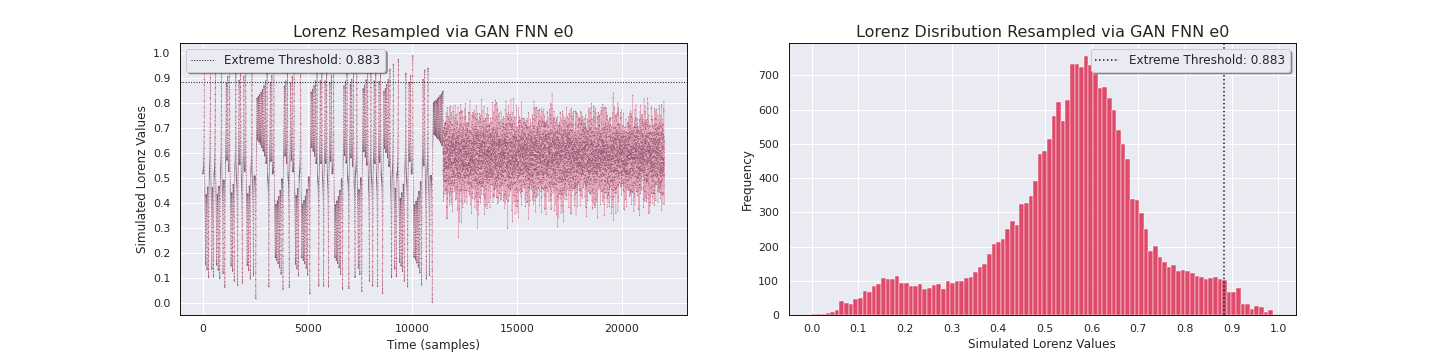 Lorenz Resampled via GAN FNN e0
Extreme Threshold: 0.883
1.0
0.9
0.8
0.7
0.6
0.5
0.4
0.3
0.2
0.1
0.0
Simulated Lorenz Values
0 5000 10000 15000 20000
Time (samples)
Lorenz Disribution Resampled via GAN FNN e0
Extreme Threshold: 0.883
700
600
500
400
300
200
100
0
Frequency
0.0 0.1 0.2 0.3 0.4 0.5 0.6 0.7 0.8 0.9 1.0
Simulated Lorenz Values